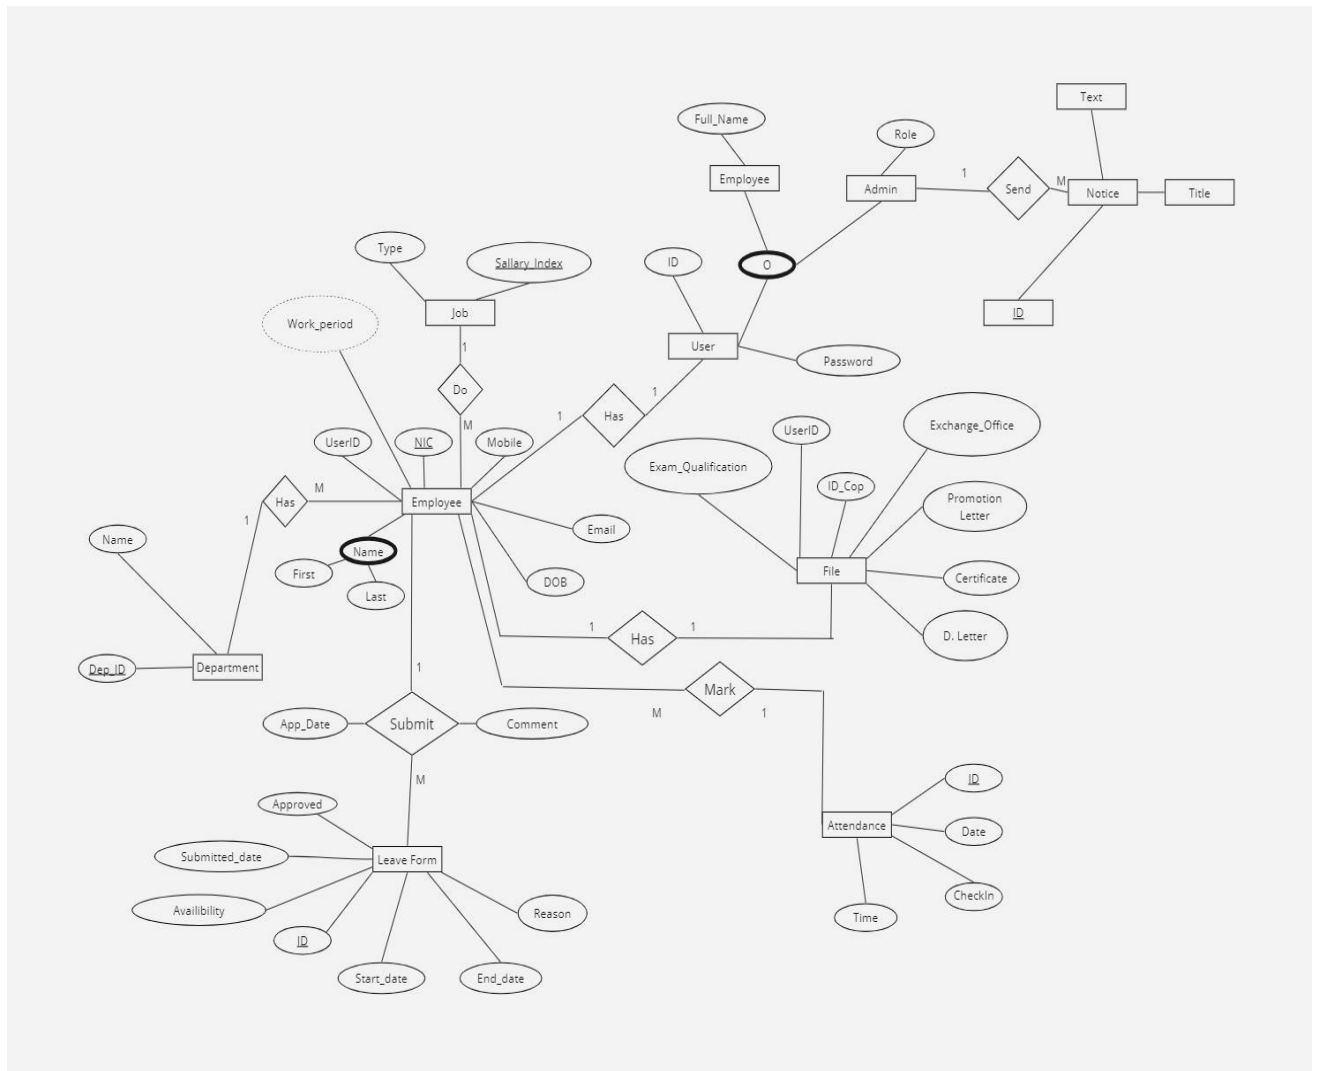 Text
Full_Name
Role
1
Send
M
Employee
Admin
Notice
Title
Type
Sallary_Index
ID
O
Job
ID
Work_period
1
User
Password
Do
1
Has
1
M
UserID
NIC
Mobile
UserID
Exchange_Office
Exam_Qualification
ID_Cop
Has
M
Employee
Promotion
Letter
1
Name
Email
Name
First
Last
DOB
File
Certificate
1
Has
1
D. Letter
Dep_ID
Department
1
Mark
M
1
App_Date
Submit
Comment
M
ID
Approved
Attendance
Date
Submitted_date
Leave Form
CheckIn
Availibility
Reason
Time
ID
Start_date
End_date